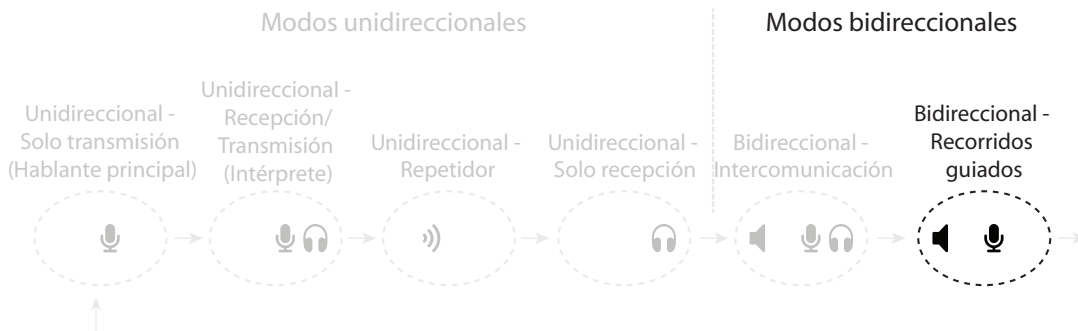 Modos unidireccionales
Modos bidireccionales
Unidireccional -
Solo transmisión
(Hablante principal)
Unidireccional -
Recepción/
Transmisión
(Intérprete)
Unidireccional -
Repetidor
Unidireccional -
Solo recepción
Bidireccional -
Intercomunicación
Bidireccional -
Recorridos
guiados